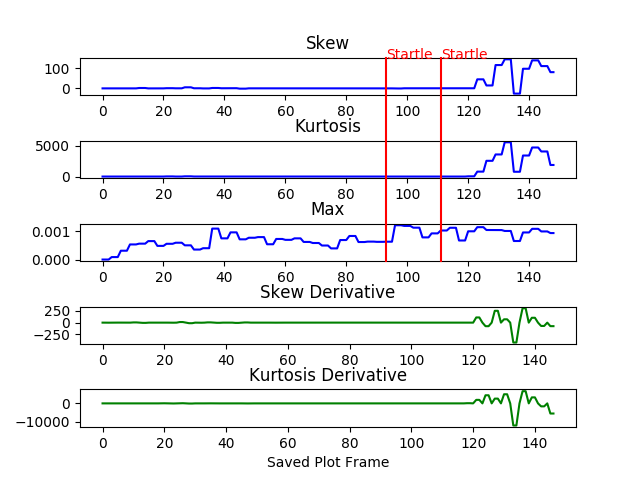 Skew
Startle Startle
100
0
0 20 40 60 80 100 120 140
Kurtosis
5000
0
0 20 40 60 80 100 120 140
Max
0.001
0.000
0 20 40 60 80 100 120 140
Skew Derivative
250
0
−250
0 20 40 60 80 100 120 140
Kurtosis Derivative
0
−10000
0 20 40 60 80 100 120 140
Saved Plot Frame